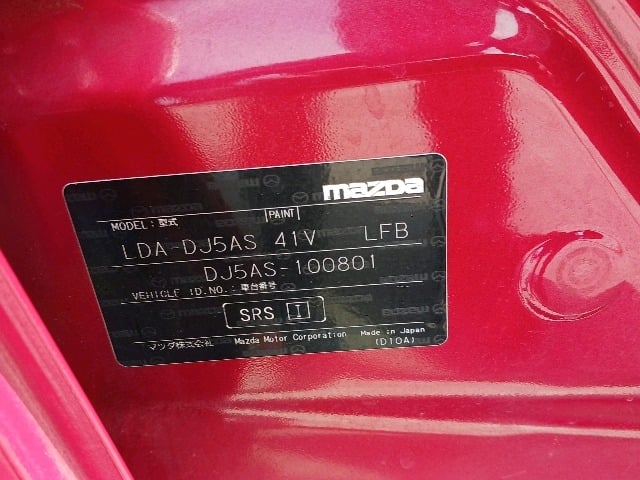 mazda
MODEL: 型式 PAINT
LDA-DJ5AS 41V LFB
DJ5AS-100801
VEHICLE ID.NO.: 車台番号
SRS I
マツダ株式会社 Mazda Motor Corporation Made in Japan
(D10A)